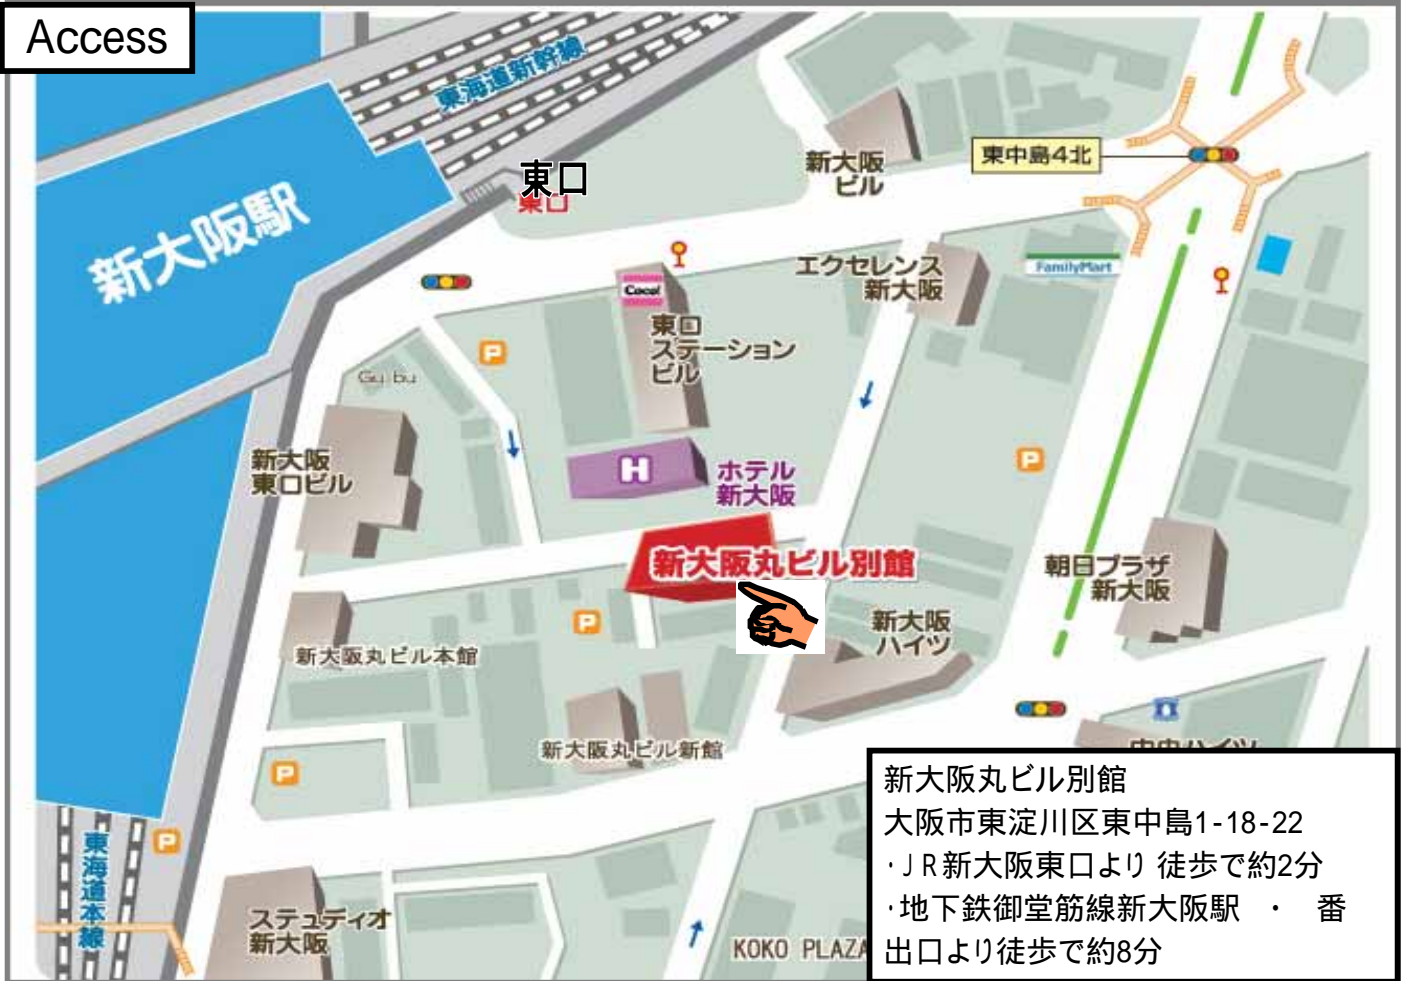 Access
東海道新幹線
東口
東口
新大阪駅
新大阪
ビル
東中島4北
エクセレンス
新大阪
FamilyMart
Coco!
東口
ステーション
ビル
P
Gu bu
新大阪
東口ビル
H
ホテル
新大阪
P
新大阪丸ビル別館
朝日プラザ
新大阪
P
新大阪
ハイツ
新大阪丸ビル本館
新大阪丸ビル新館
P
P
東海道本線
ステュディオ
新大阪
KOKO PLAZA
新大阪丸ビル別館
大阪市東淀川区東中島1-18-22
・JR新大阪東口より 徒歩で約2分
・地下鉄御堂筋線新大阪駅 ・ 番
出口より徒歩で約8分